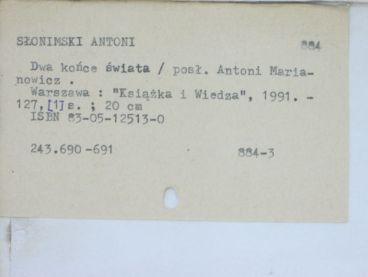 SŁONIMSKI ANTONI 884
Dwa końce świata / posł. Antoni Maria-
nowicz .
Warszawa : "Książka i Wiedza", 1991. -
127,[1]s. ; 20 cm
ISBN 83-05-12513-0
243.690-691 884-3